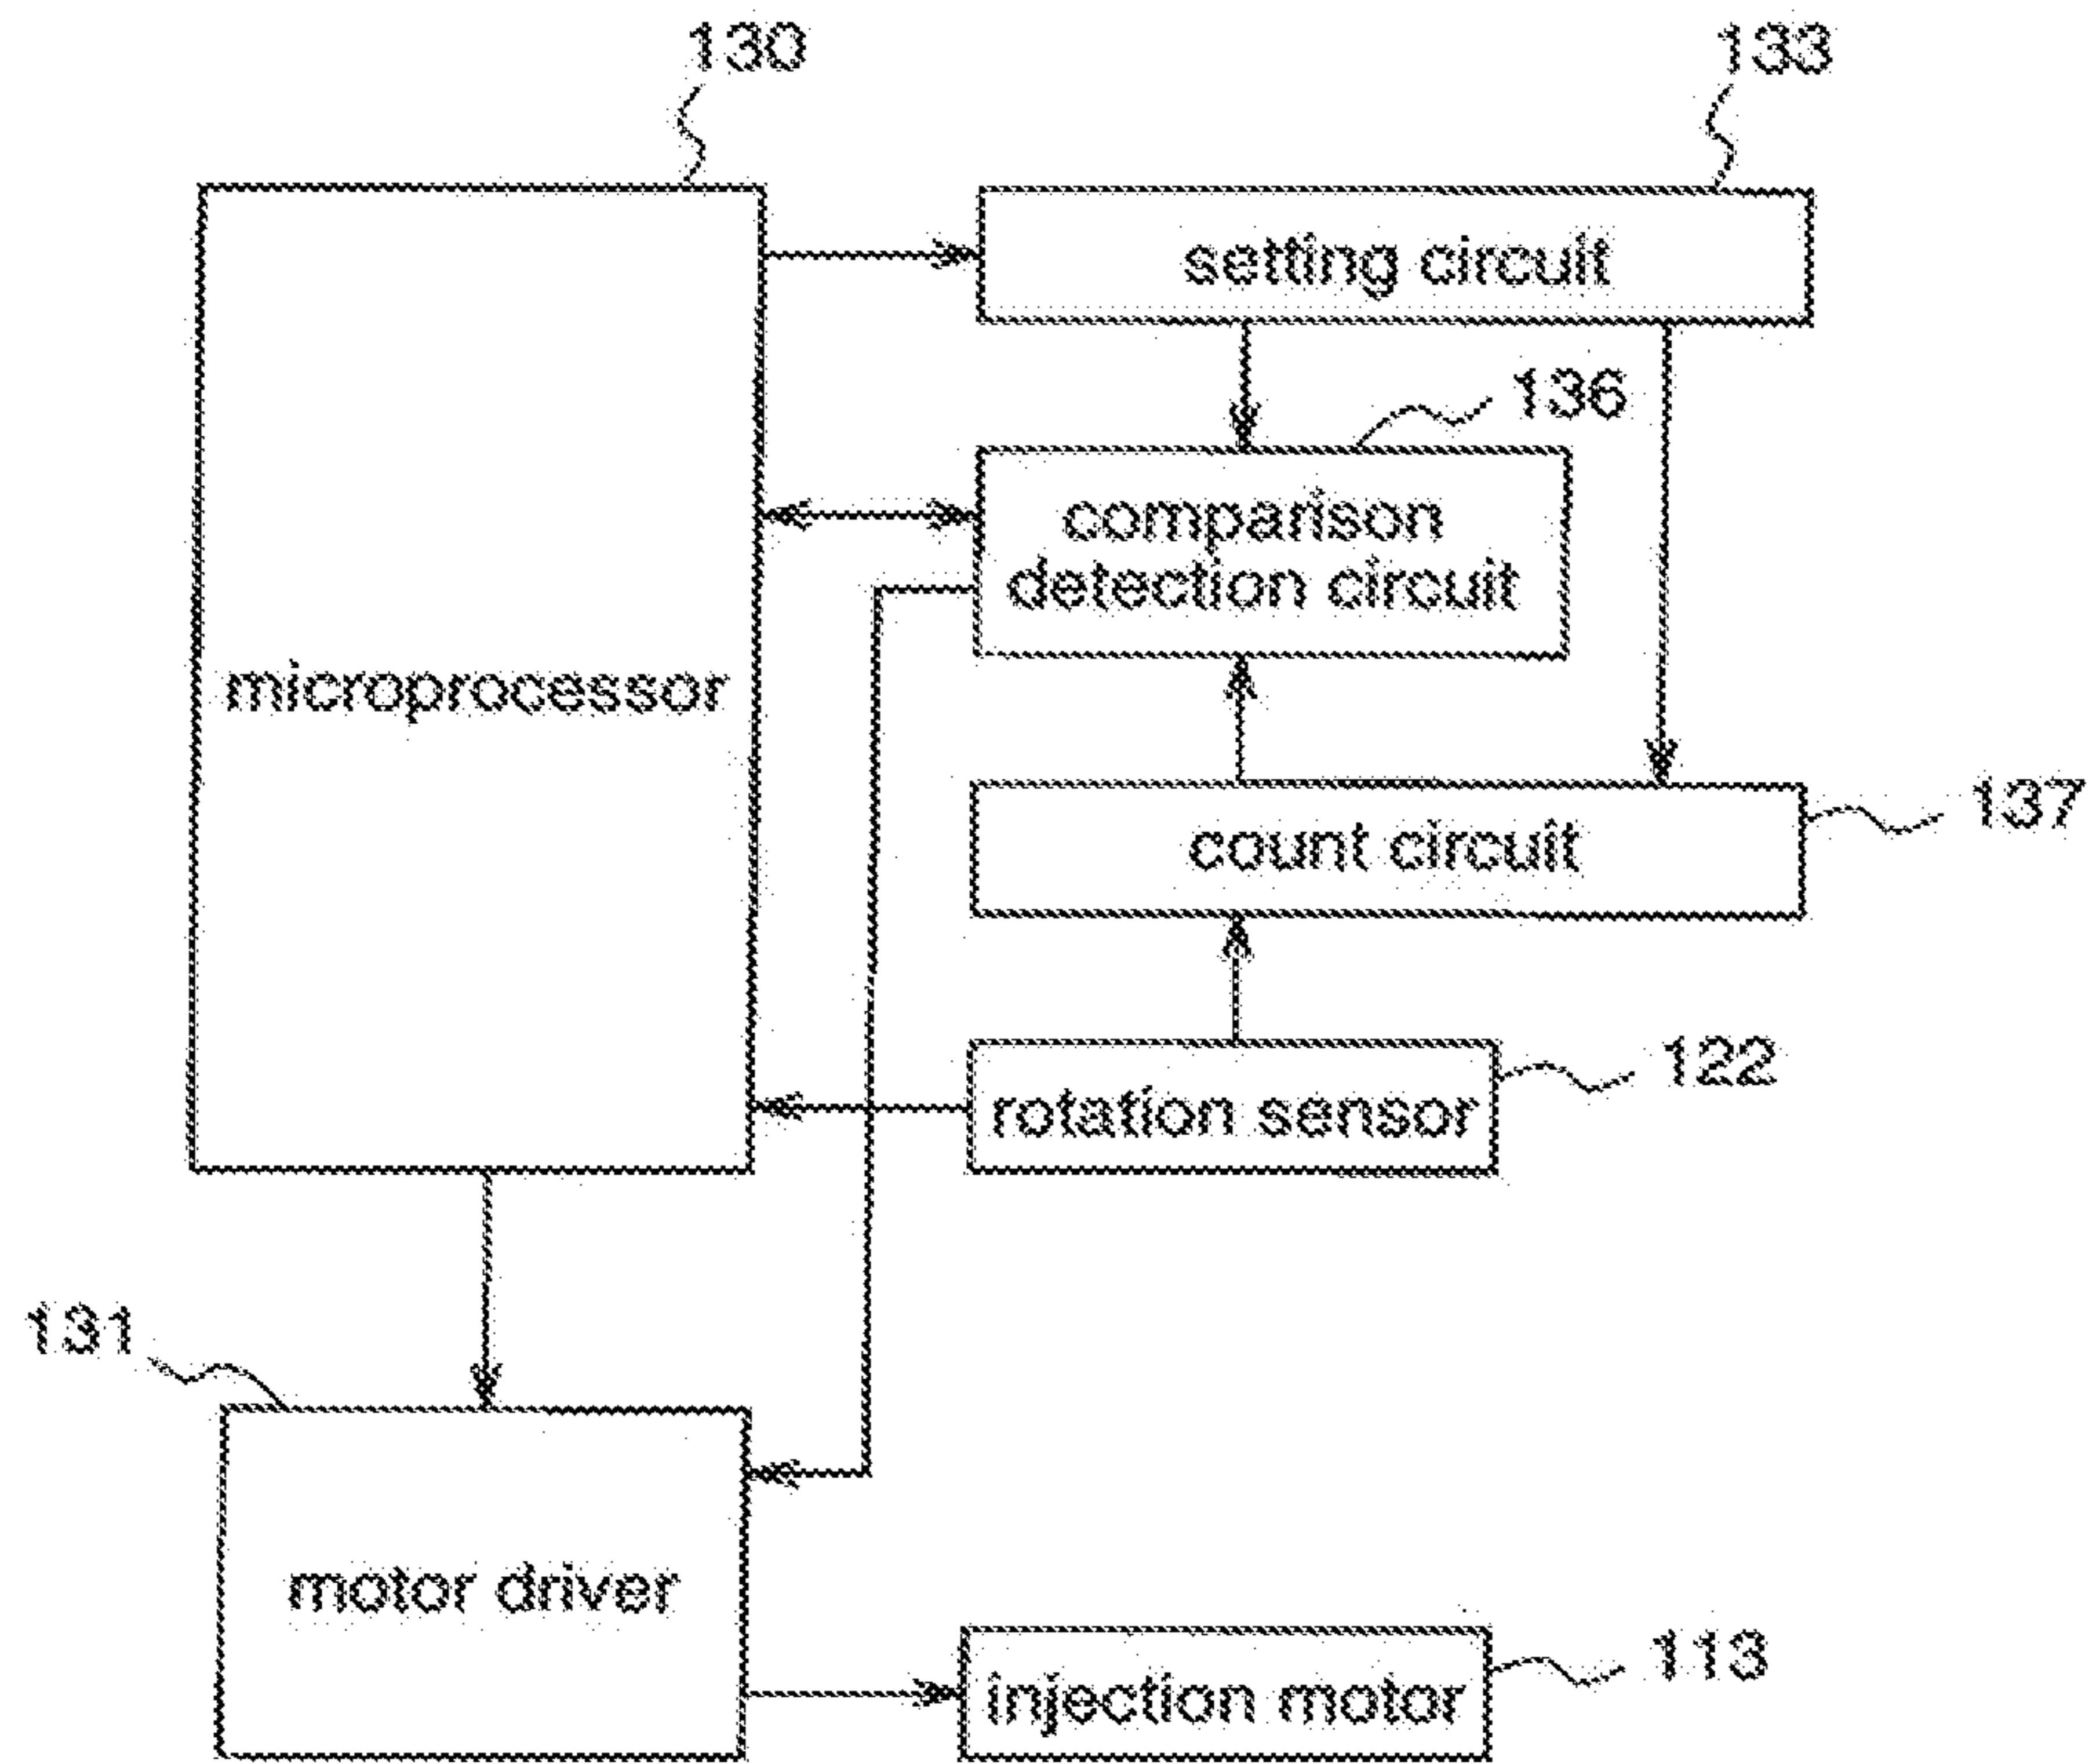 130
133
setting circuit
136
comparison
detection circuit
microprocessor
137
count circuit
122
rotation sensor
131
motor driver
113
injection motor